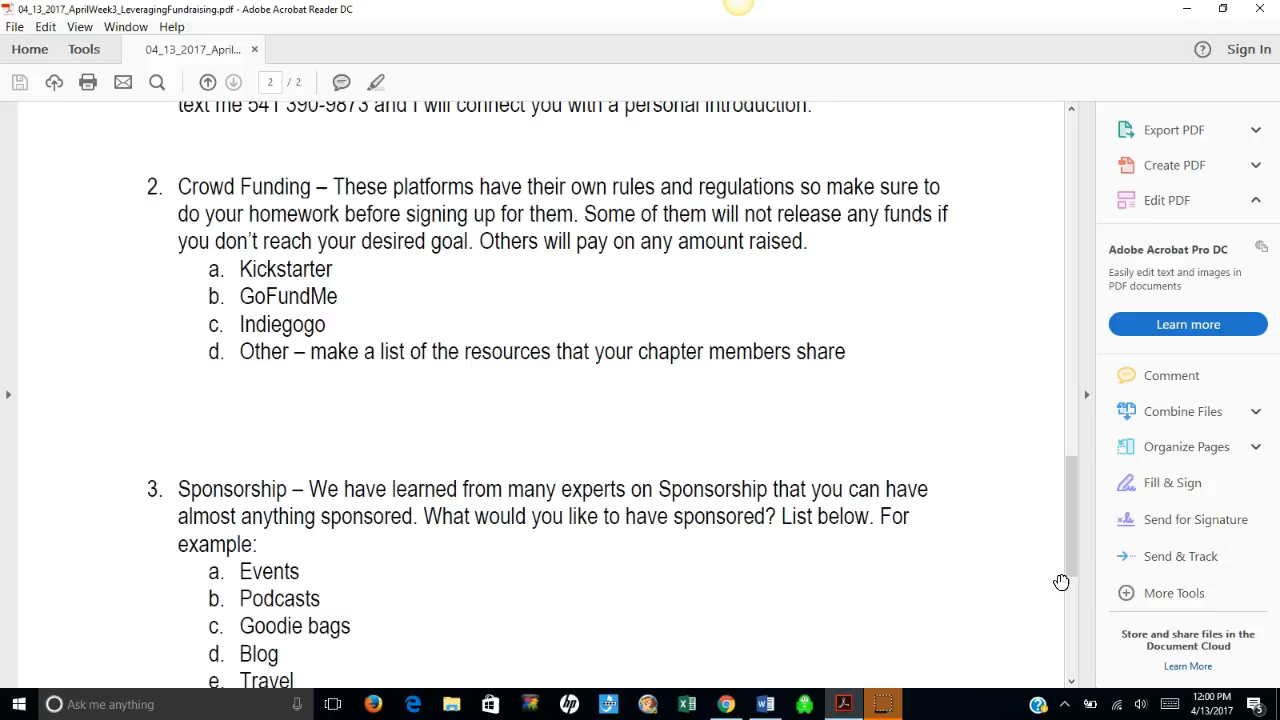 04_13_2017_AprilWeek3_LeveragingFundraising.pdf - Adobe Acrobat Reader DC
File Edit View Window Help
Home Tools 04_13_2017_April... × Sign In
2 / 2
text me 541 390-9873 and I will connect you with a personal introduction.
2. Crowd Funding – These platforms have their own rules and regulations so make sure to
do your homework before signing up for them. Some of them will not release any funds if
you don't reach your desired goal. Others will pay on any amount raised.
a. Kickstarter
b. GoFundMe
c. Indiegogo
d. Other – make a list of the resources that your chapter members share
3. Sponsorship – We have learned from many experts on Sponsorship that you can have
almost anything sponsored. What would you like to have sponsored? List below. For
example:
a. Events
b. Podcasts
c. Goodie bags
d. Blog
e. Travel
Export PDF
Create PDF
Edit PDF
Adobe Acrobat Pro DC
Easily edit text and images in
PDF documents
Learn more
Comment
Combine Files
Organize Pages
Fill & Sign
Send for Signature
Send & Track
More Tools
Store and share files in the
Document Cloud
Learn More
Ask me anything
12:00 PM
4/13/2017